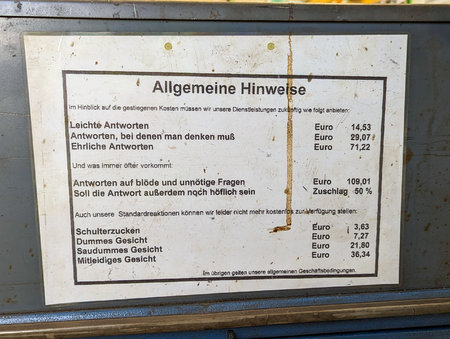 Allgemeine Hinweise
Im Hinblick auf die gestiegenen Kosten müssen wir unsere Dienstleistungen zukünftig wie folgt anbieten:
Leichte Antworten Euro 14,53
Antworten, bei denen man denken muß Euro 29,07
Ehrliche Antworten Euro 71,22
Und was immer öfter vorkommt:
Antworten auf blöde und unnötige Fragen Euro 109,01
Soll die Antwort außerdem noch höflich sein Zuschlag 50 %
Auch unsere Standardreaktionen können wir leider nicht mehr kostenlos zur Verfügung stellen:
Schulterzucken Euro 3,63
Dummes Gesicht Euro 7,27
Saudummes Gesicht Euro 21,80
Mitleidiges Gesicht Euro 36,34
Im übrigen gelten unsere allgemeinen Geschäftsbedingungen.